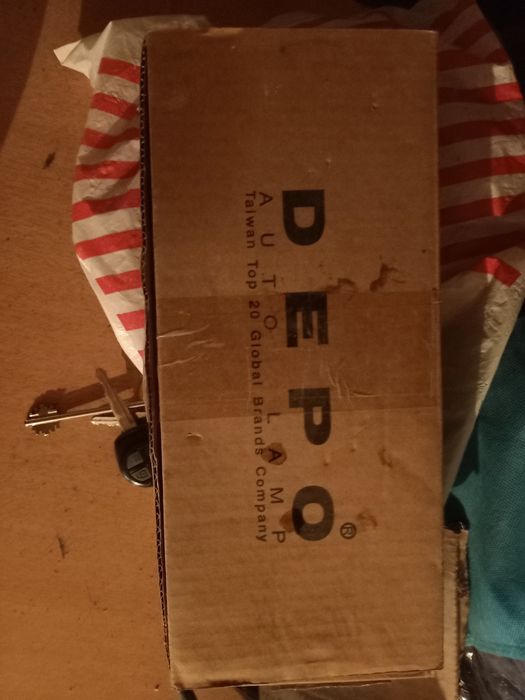 DEPO®
AUTO LAMP
Taiwan Top 20 Global Brands Company